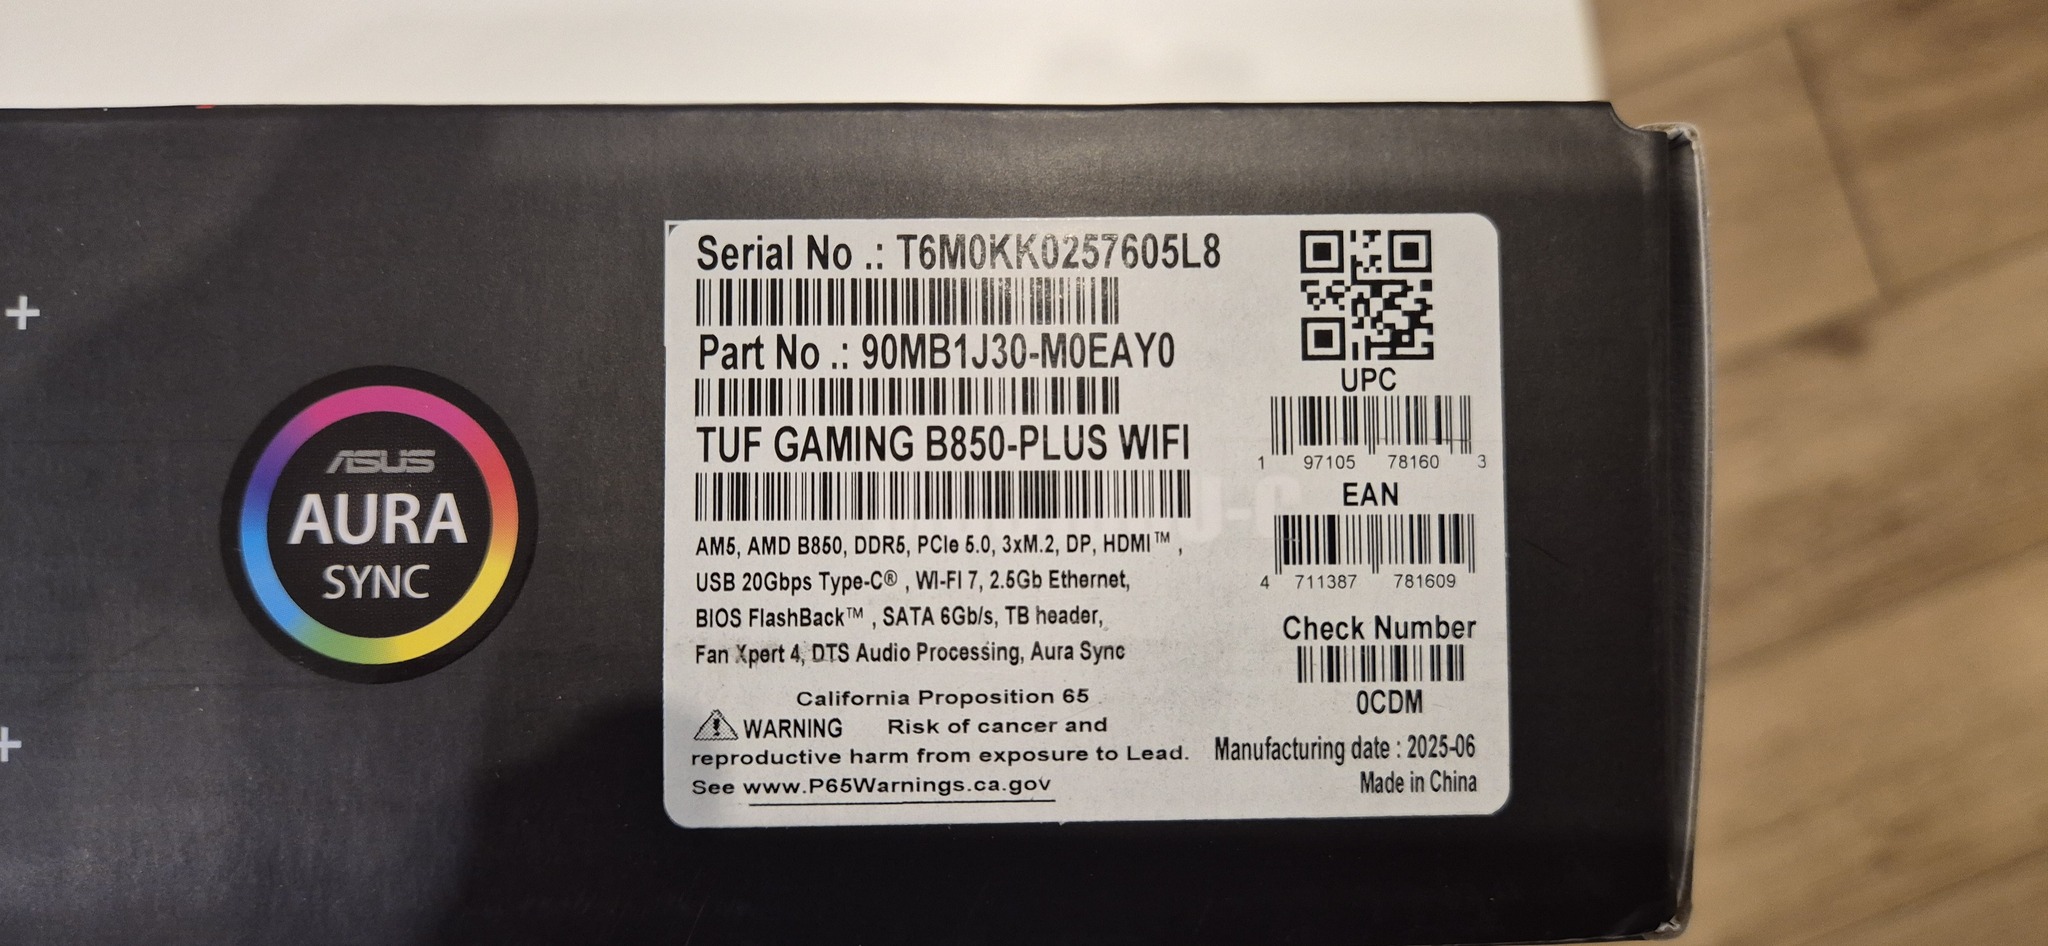 ASUS
AURA
SYNC
Serial No .: T6M0KK0257605L8
Part No .: 90MB1J30-M0EAY0
TUF GAMING B850-PLUS WIFI
AM5, AMD B850, DDR5, PCIe 5.0, 3xM.2, DP, HDMI™ ,
USB 20Gbps Type-C® , WI-FI 7, 2.5Gb Ethernet,
BIOS FlashBack™ , SATA 6Gb/s, TB header,
Fan Xpert 4, DTS Audio Processing, Aura Sync
California Proposition 65
WARNING Risk of cancer and
reproductive harm from exposure to Lead.
See www.P65Warnings.ca.gov
UPC
1 97105 78160 3
EAN
4 711387 781609
Check Number
0CDM
Manufacturing date : 2025-06
Made in China